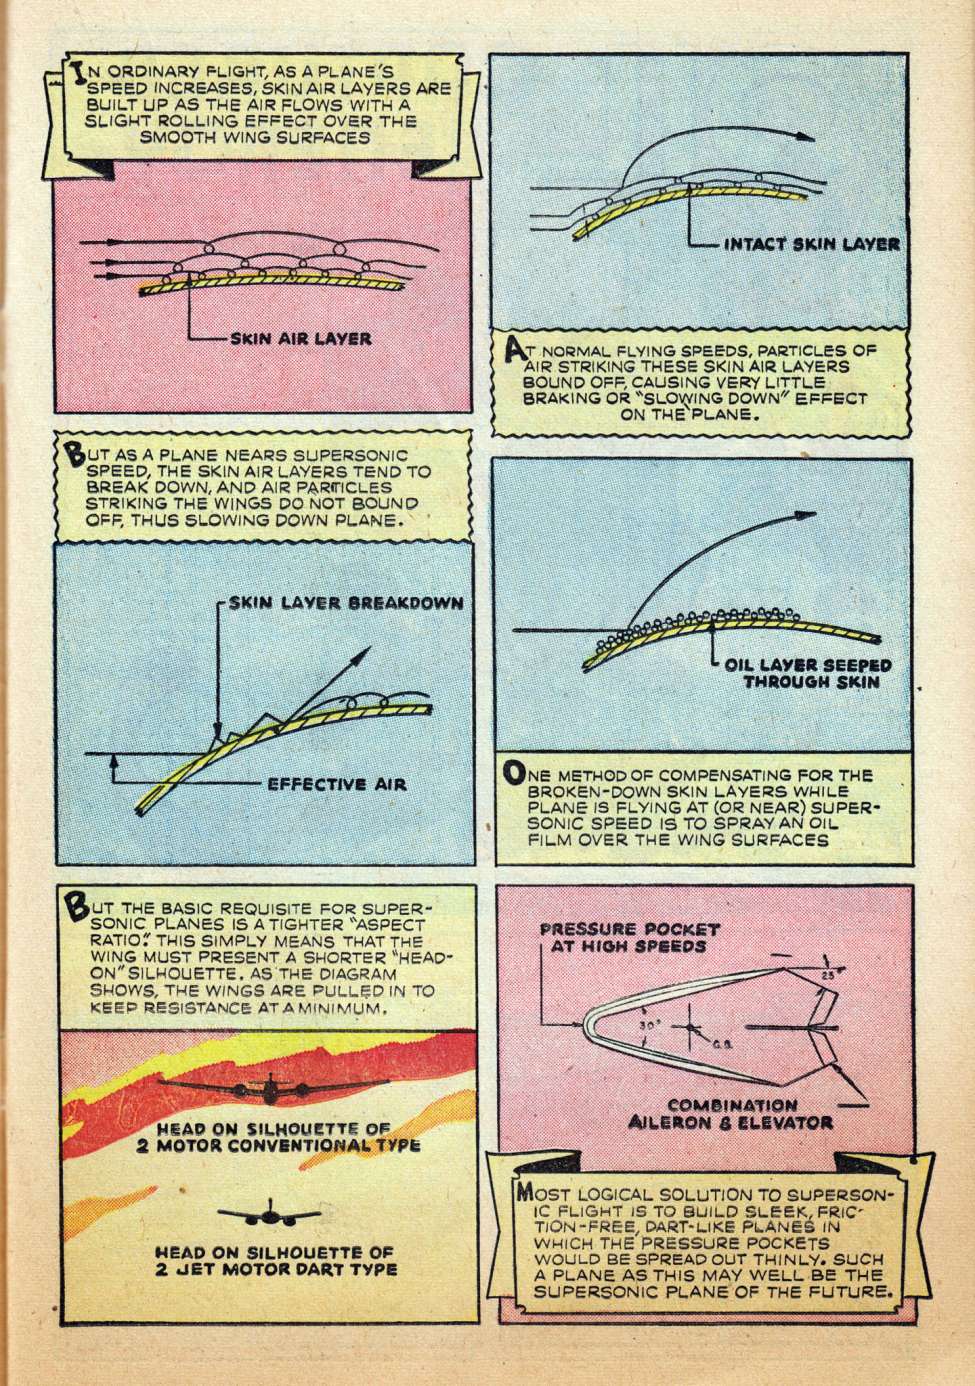 IN ORDINARY FLIGHT, AS A PLANE'S
SPEED INCREASES, SKIN AIR LAYERS ARE
BUILT UP AS THE AIR FLOWS WITH A
SLIGHT ROLLING EFFECT OVER THE
SMOOTH WING SURFACES
SKIN AIR LAYER
INTACT SKIN LAYER
AT NORMAL FLYING SPEEDS, PARTICLES OF
AIR STRIKING THESE SKIN AIR LAYERS
BOUND OFF, CAUSING VERY LITTLE
BRAKING OR "SLOWING DOWN" EFFECT
ON THE PLANE.
BUT AS A PLANE NEARS SUPERSONIC
SPEED, THE SKIN AIR LAYERS TEND TO
BREAK DOWN, AND AIR PARTICLES
STRIKING THE WINGS DO NOT BOUND
OFF, THUS SLOWING DOWN PLANE.
SKIN LAYER BREAKDOWN
EFFECTIVE AIR
OIL LAYER SEEPED
THROUGH SKIN
ONE METHOD OF COMPENSATING FOR THE
BROKEN-DOWN SKIN LAYERS WHILE
PLANE IS FLYING AT (OR NEAR) SUPER-
SONIC SPEED IS TO SPRAY AN OIL
FILM OVER THE WING SURFACES
BUT THE BASIC REQUISITE FOR SUPER-
SONIC PLANES IS A TIGHTER "ASPECT
RATIO." THIS SIMPLY MEANS THAT THE
WING MUST PRESENT A SHORTER "HEAD-
ON" SILHOUETTE. AS THE DIAGRAM
SHOWS, THE WINGS ARE PULLED IN TO
KEEP RESISTANCE AT A MINIMUM.
HEAD ON SILHOUETTE OF
2 MOTOR CONVENTIONAL TYPE
HEAD ON SILHOUETTE OF
2 JET MOTOR DART TYPE
PRESSURE POCKET
AT HIGH SPEEDS
23°
30°
C.G.
COMBINATION
AILERON & ELEVATOR
MOST LOGICAL SOLUTION TO SUPERSON-
IC FLIGHT IS TO BUILD SLEEK, FRIC-
TION-FREE, DART-LIKE PLANES IN
WHICH THE PRESSURE POCKETS
WOULD BE SPREAD OUT THINLY. SUCH
A PLANE AS THIS MAY WELL BE THE
SUPERSONIC PLANE OF THE FUTURE.